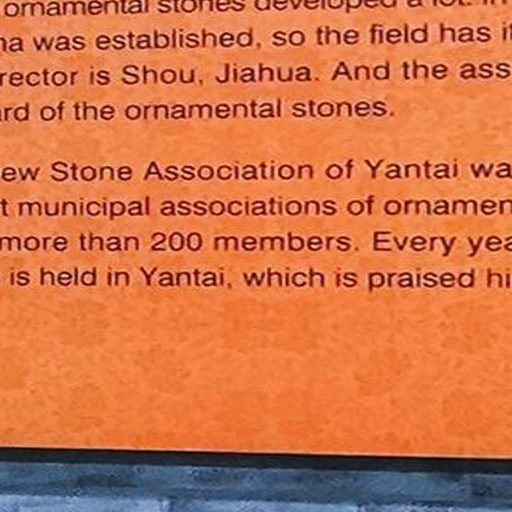 ornamental stones developed a lot. In
na was established, so the field has it
rector is Shou, Jiahua. And the ass
rd of the ornamental stones.
ew Stone Association of Yantai wa
t municipal associations of ornamen
more than 200 members. Every yea
is held in Yantai, which is praised hi